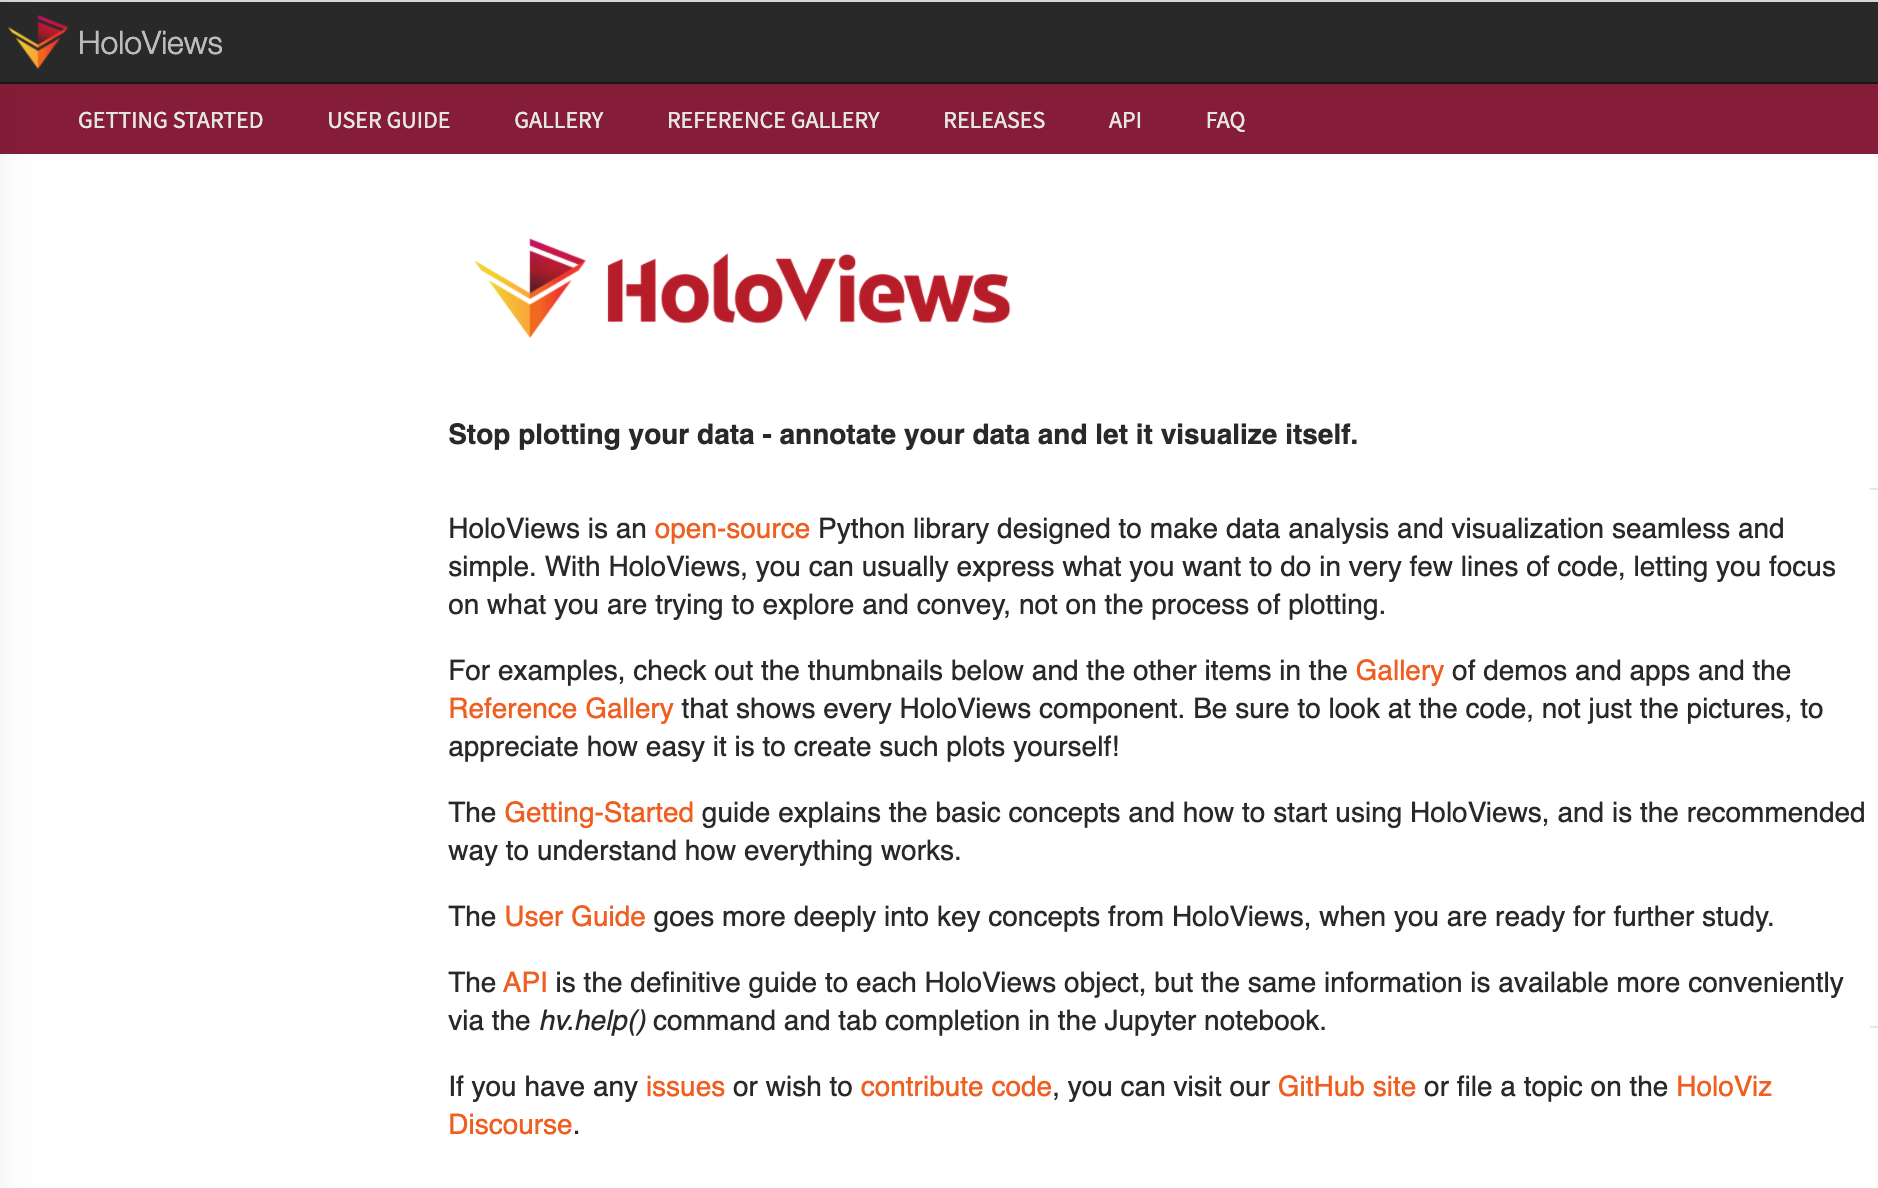 HoloViews
GETTING STARTED USER GUIDE GALLERY REFERENCE GALLERY RELEASES API FAQ
HoloViews
Stop plotting your data - annotate your data and let it visualize itself.
HoloViews is an open-source Python library designed to make data analysis and visualization seamless and
simple. With HoloViews, you can usually express what you want to do in very few lines of code, letting you focus
on what you are trying to explore and convey, not on the process of plotting.
For examples, check out the thumbnails below and the other items in the Gallery of demos and apps and the
Reference Gallery that shows every HoloViews component. Be sure to look at the code, not just the pictures, to
appreciate how easy it is to create such plots yourself!
The Getting-Started guide explains the basic concepts and how to start using HoloViews, and is the recommended
way to understand how everything works.
The User Guide goes more deeply into key concepts from HoloViews, when you are ready for further study.
The API is the definitive guide to each HoloViews object, but the same information is available more conveniently
via the hv.help() command and tab completion in the Jupyter notebook.
If you have any issues or wish to contribute code, you can visit our GitHub site or file a topic on the HoloViz
Discourse.